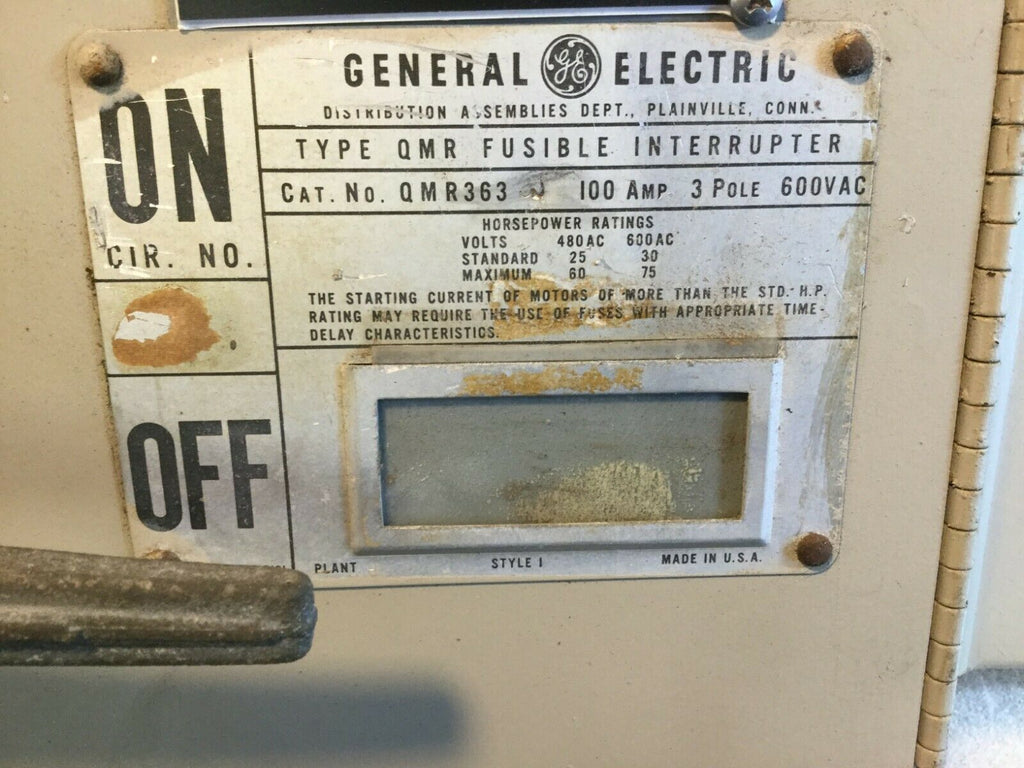 ON
CIR. NO.
OFF
GENERAL GE ELECTRIC
DISTRIBUTION ASSEMBLIES DEPT., PLAINVILLE, CONN.
TYPE QMR FUSIBLE INTERRUPTER
CAT. NO. QMR363 100 AMP 3 POLE 600VAC
HORSEPOWER RATINGS
VOLTS 480AC 600AC
STANDARD 25 30
MAXIMUM 60 75
THE STARTING CURRENT OF MOTORS OF MORE THAN THE STD. H.P.
RATING MAY REQUIRE THE USE OF FUSES WITH APPROPRIATE TIME-
DELAY CHARACTERISTICS.
PLANT STYLE 1 MADE IN U.S.A.